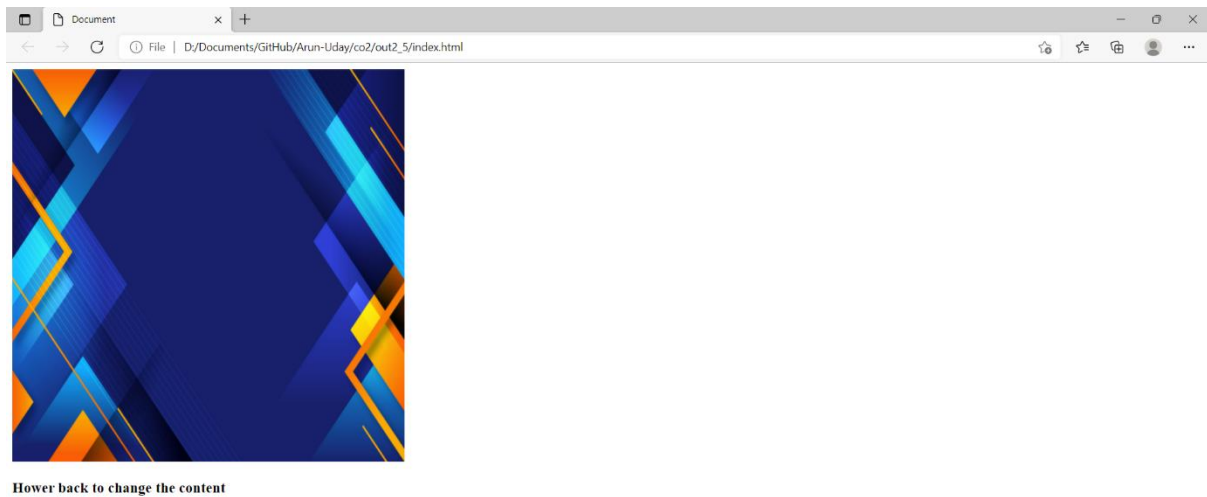 Document
File | D:/Documents/GitHub/Arun-Uday/co2/out2_5/index.html
Hower back to change the content